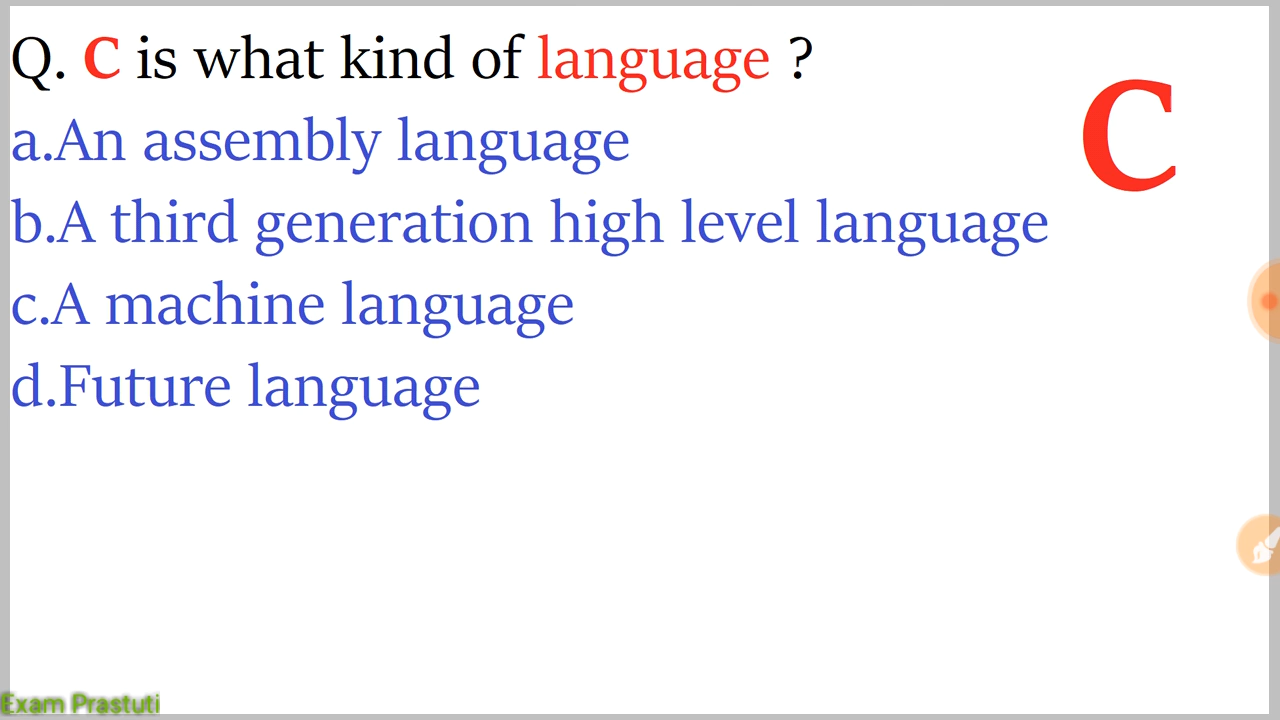 Q. C is what kind of language ?
a.An assembly language
b.A third generation high level language
c.A machine language
d.Future language
C
Exam Prastuti